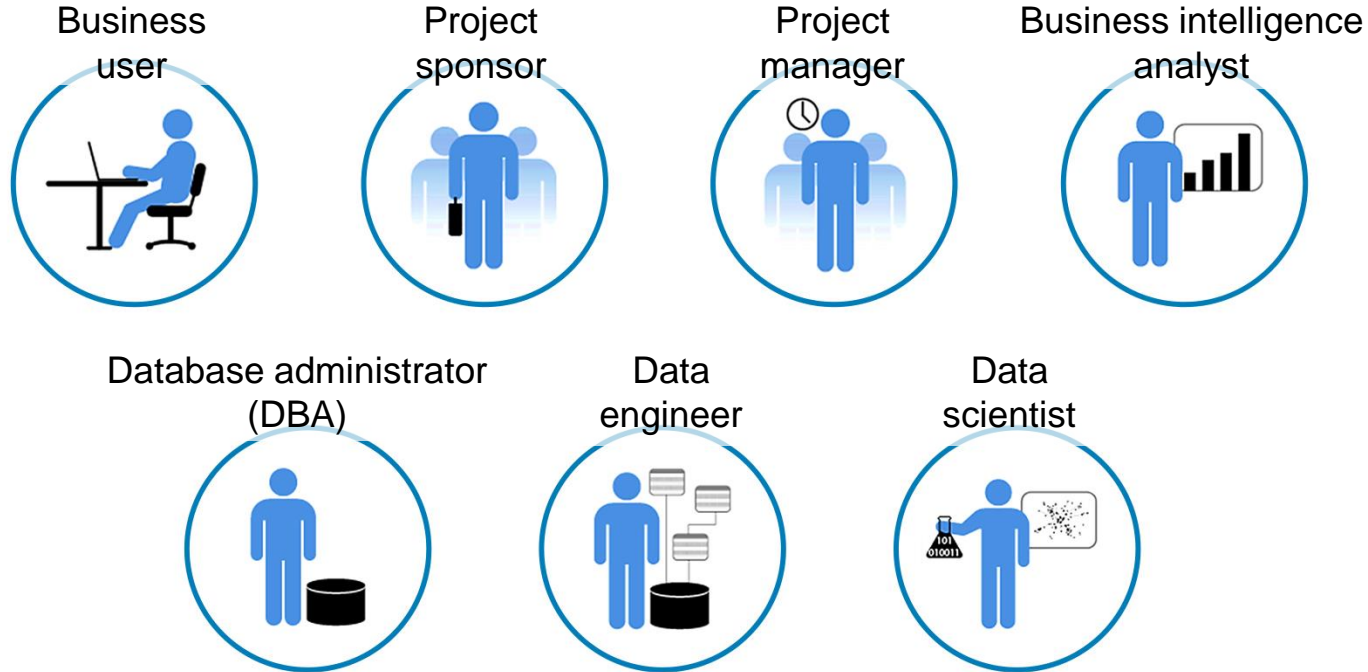 Business
user
Project
sponsor
Project
manager
Business intelligence
analyst
Database administrator
(DBA)
Data
engineer
Data
scientist
101
010011